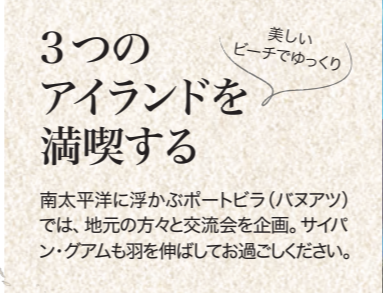 3つの
アイランドを
満喫する
美しい
ビーチでゆっくり
南太平洋に浮かぶポートビラ（バヌアツ）
では、地元の方々と交流会を企画。サイパ
ン・グアムも羽を伸ばしてお過ごしください。